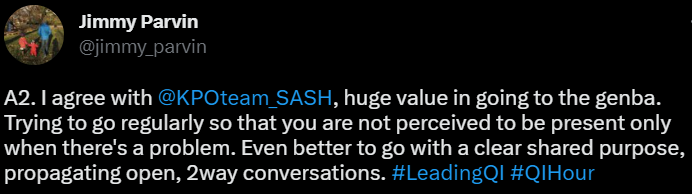 Jimmy Parvin
@jimmy_parvin
A2. I agree with @KPOteam_SASH, huge value in going to the genba.
Trying to go regularly so that you are not perceived to be present only
when there's a problem. Even better to go with a clear shared purpose,
propagating open, 2way conversations. #LeadingQI #QIHour